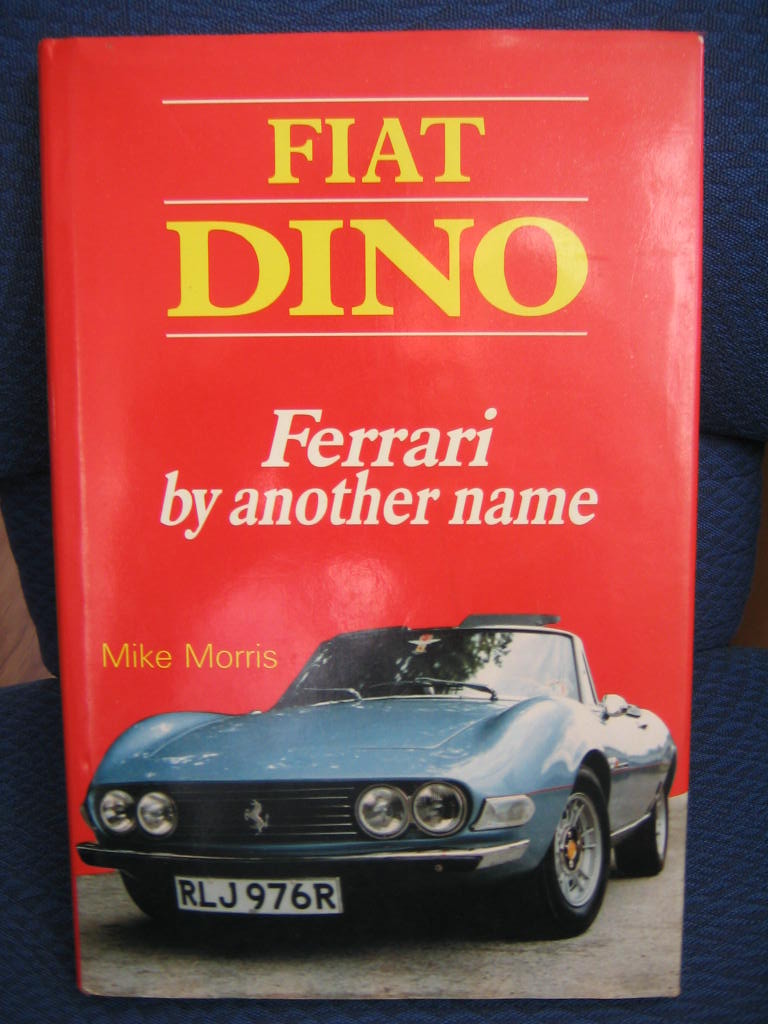 FIAT
DINO
Ferrari
by another name
Mike Morris
RLJ 976R